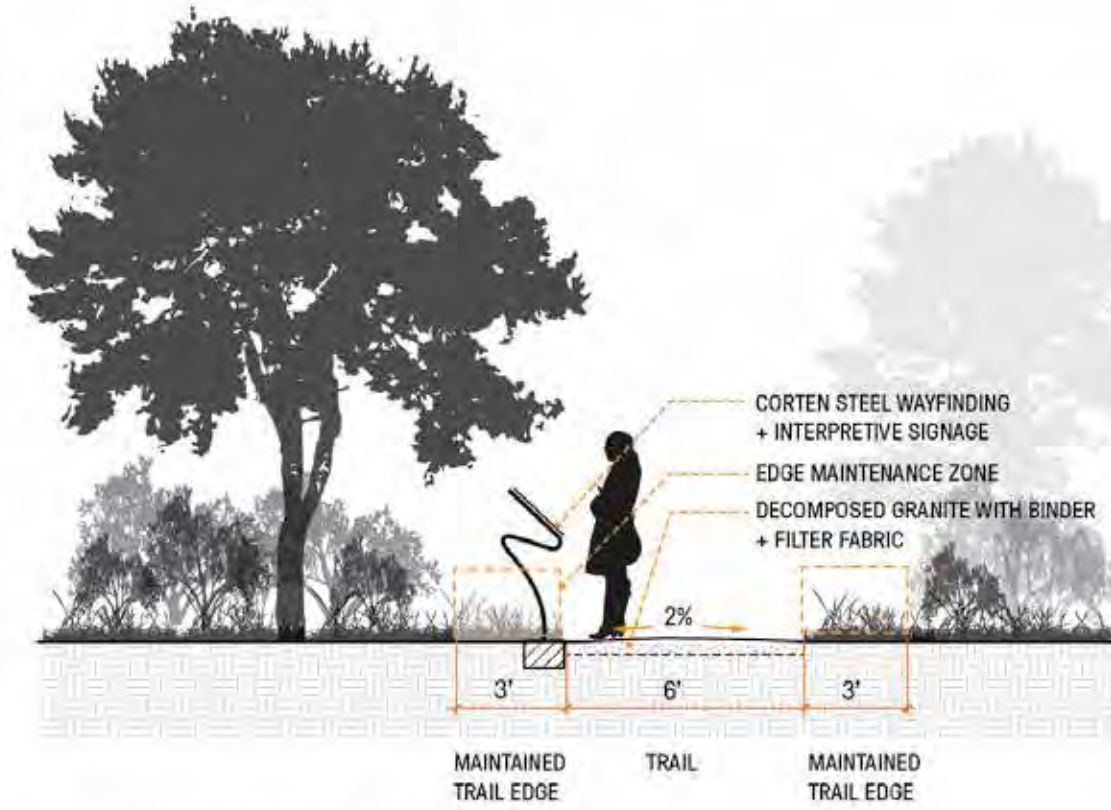 CORTEN STEEL WAYFINDING
+ INTERPRETIVE SIGNAGE
EDGE MAINTENANCE ZONE
DECOMPOSED GRANITE WITH BINDER
+ FILTER FABRIC
2%
3'
6'
3'
MAINTAINED
TRAIL EDGE
TRAIL
MAINTAINED
TRAIL EDGE